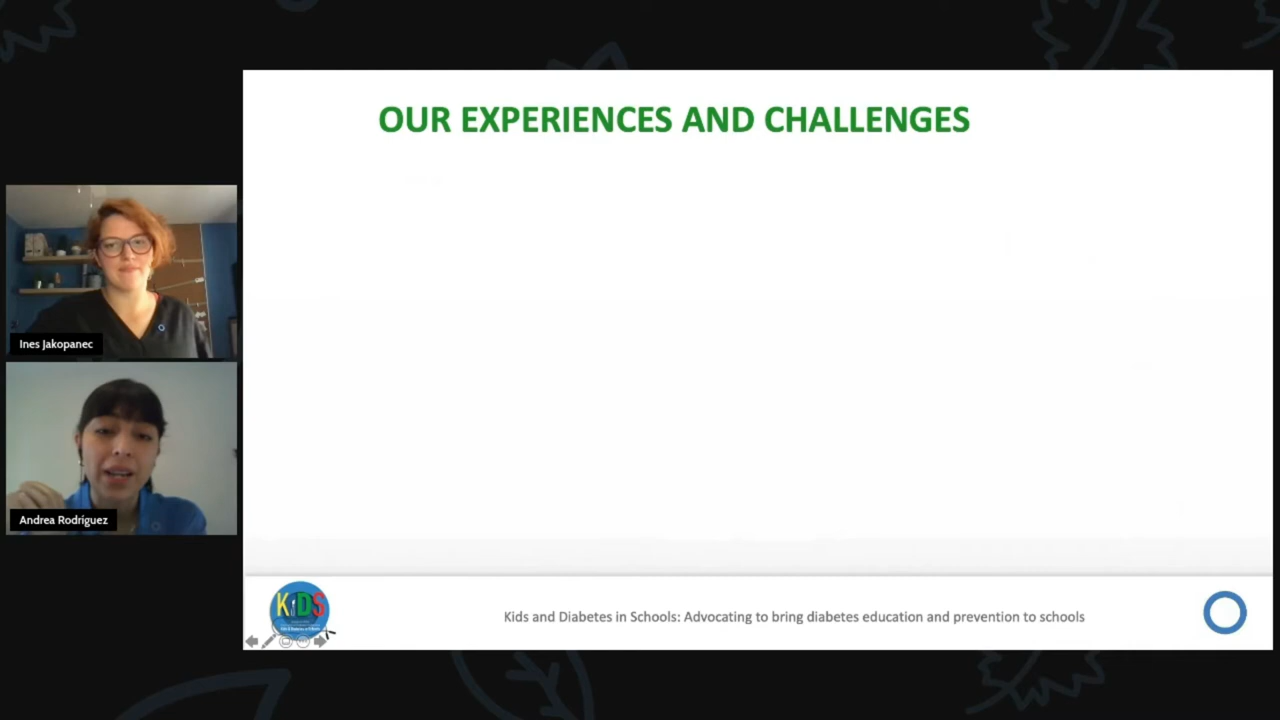 OUR EXPERIENCES AND CHALLENGES
Ines Jakopanec
Andrea Rodríguez
KiDS
Kids and Diabetes in Schools: Advocating to bring diabetes education and prevention to schools